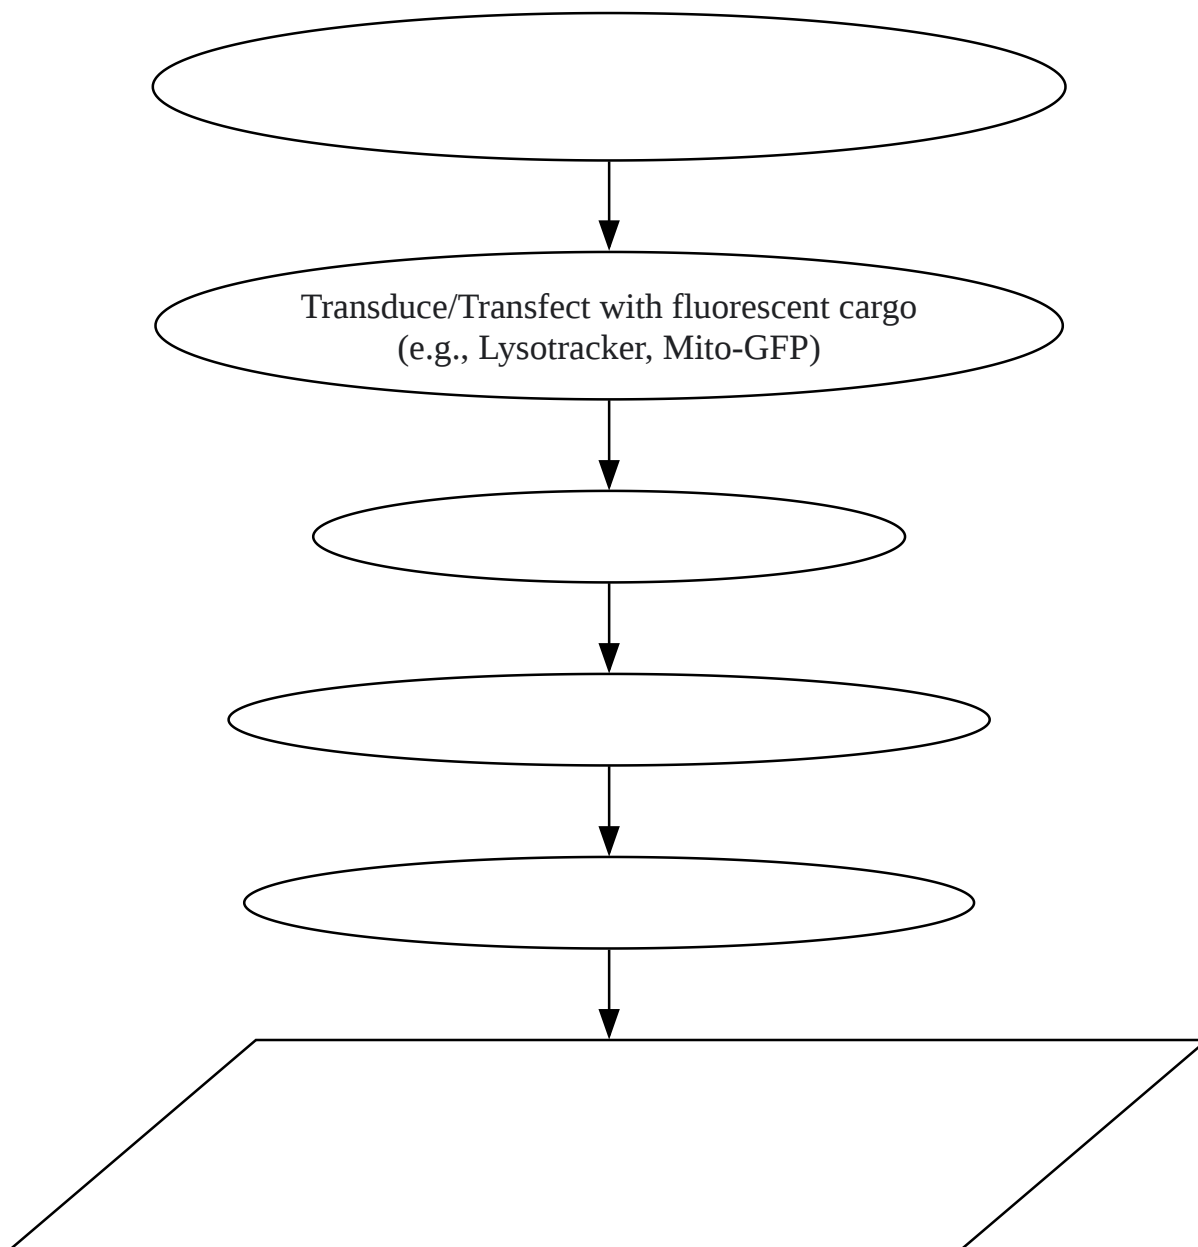 Transduce/Transfect with fluorescent cargo
(e.g., Lysotracker, Mito-GFP)